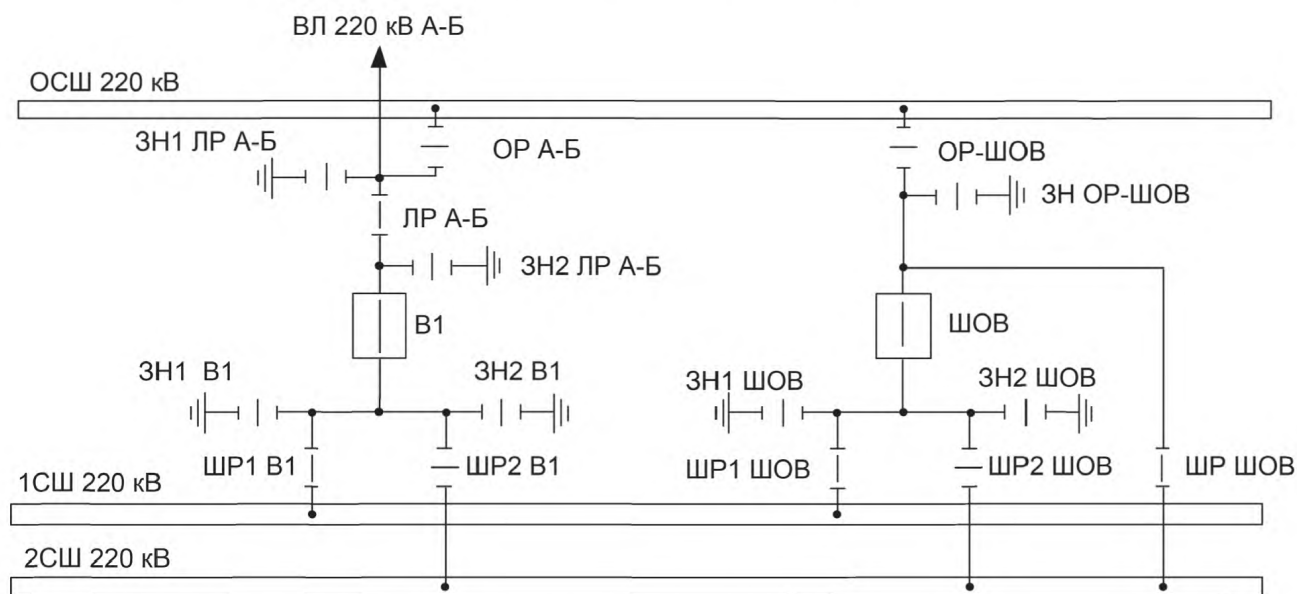 ВЛ 220 кВ А-Б
ОСШ 220 кВ
ЗН1 ЛР А-Б
ОР А-Б
ОР-ШОВ
ЗН ОР-ШОВ
ЛР А-Б
ЗН2 ЛР А-Б
В1
ШОВ
ЗН1 В1
ЗН2 В1
ЗН1 ШОВ
ЗН2 ШОВ
ШР1 В1
ШР2 В1
ШР1 ШОВ
ШР2 ШОВ
ШР ШОВ
1СШ 220 кВ
2СШ 220 кВ